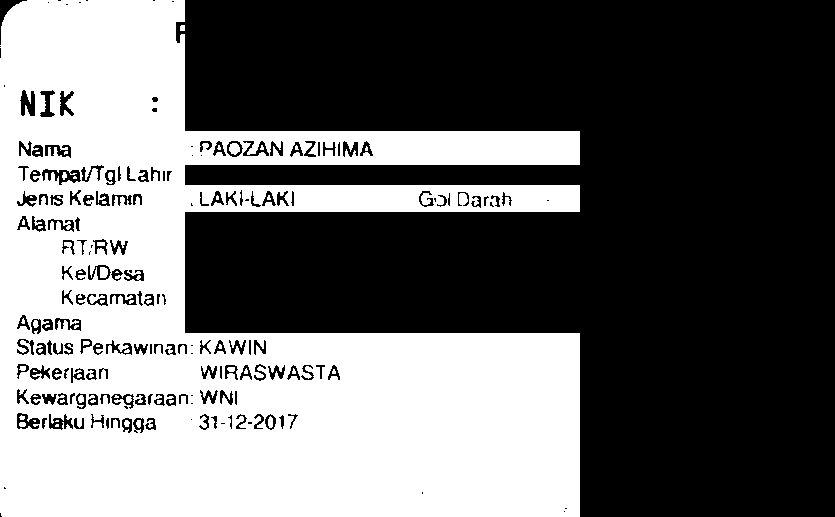 NIK :
Nama : PAOZAN AZIHIMA
Tempat/Tgl Lahir
Jenis Kelamin : LAKI-LAKI Gol Darah -
Alamat
RT/RW
Kel/Desa
Kecamatan
Agama
Status Perkawinan: KAWIN
Pekerjaan WIRASWASTA
Kewarganegaraan: WNI
Berlaku Hingga : 31-12-2017